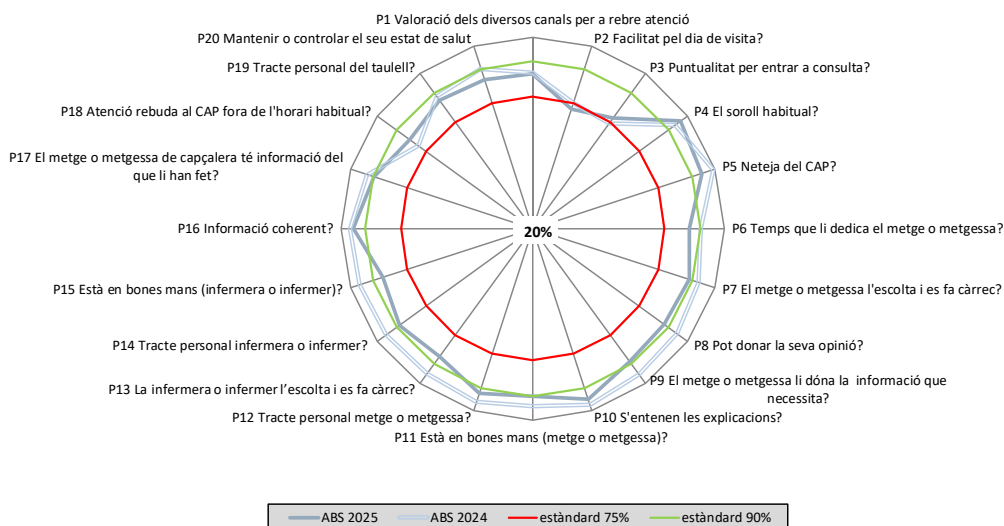 P1 Valoració dels diversos canals per a rebre atenció
P2 Facilitat pel dia de visita?
P3 Puntualitat per entrar a consulta?
P4 El soroll habitual?
P5 Neteja del CAP?
P6 Temps que li dedica el metge o metgessa?
P7 El metge o metgessa l'escolta i es fa càrrec?
P8 Pot donar la seva opinió?
P9 El metge o metgessa li dóna la informació que
necessita?
P10 S'entenen les explicacions?
P11 Està en bones mans (metge o metgessa)?
P12 Tracte personal metge o metgessa?
P13 La infermera o infermer l’escolta i es fa càrrec?
P14 Tracte personal infermera o infermer?
P15 Està en bones mans (infermera o infermer)?
P16 Informació coherent?
P17 El metge o metgessa de capçalera té informació del
que li han fet?
P18 Atenció rebuda al CAP fora de l'horari habitual?
P19 Tracte personal del taulell?
P20 Mantenir o controlar el seu estat de salut
20%
ABS 2025
ABS 2024
estàndard 75%
estàndard 90%